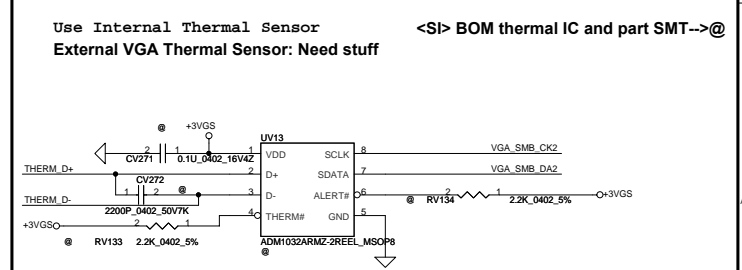 Use Internal Thermal Sensor
<SI> BOM thermal IC and part SMT-->@
External VGA Thermal Sensor: Need stuff
@
+3VGS
UV13
2
1
1
VDD
SCLK
8
VGA_SMB_CK2
CV271
0.1U_0402_16V4Z
THERM_D+
2
D+
SDATA
7
VGA_SMB_DA2
CV272
1
2
@
3
D-
ALERT#
6
@
RV134
2
1
2.2K_0402_5%
+3VGS
THERM_D-
2200P_0402_50V7K
4
THERM#
GND
5
+3VGS
2
1
@
RV133
2.2K_0402_5%
ADM1032ARMZ-2REEL_MSOP8
@